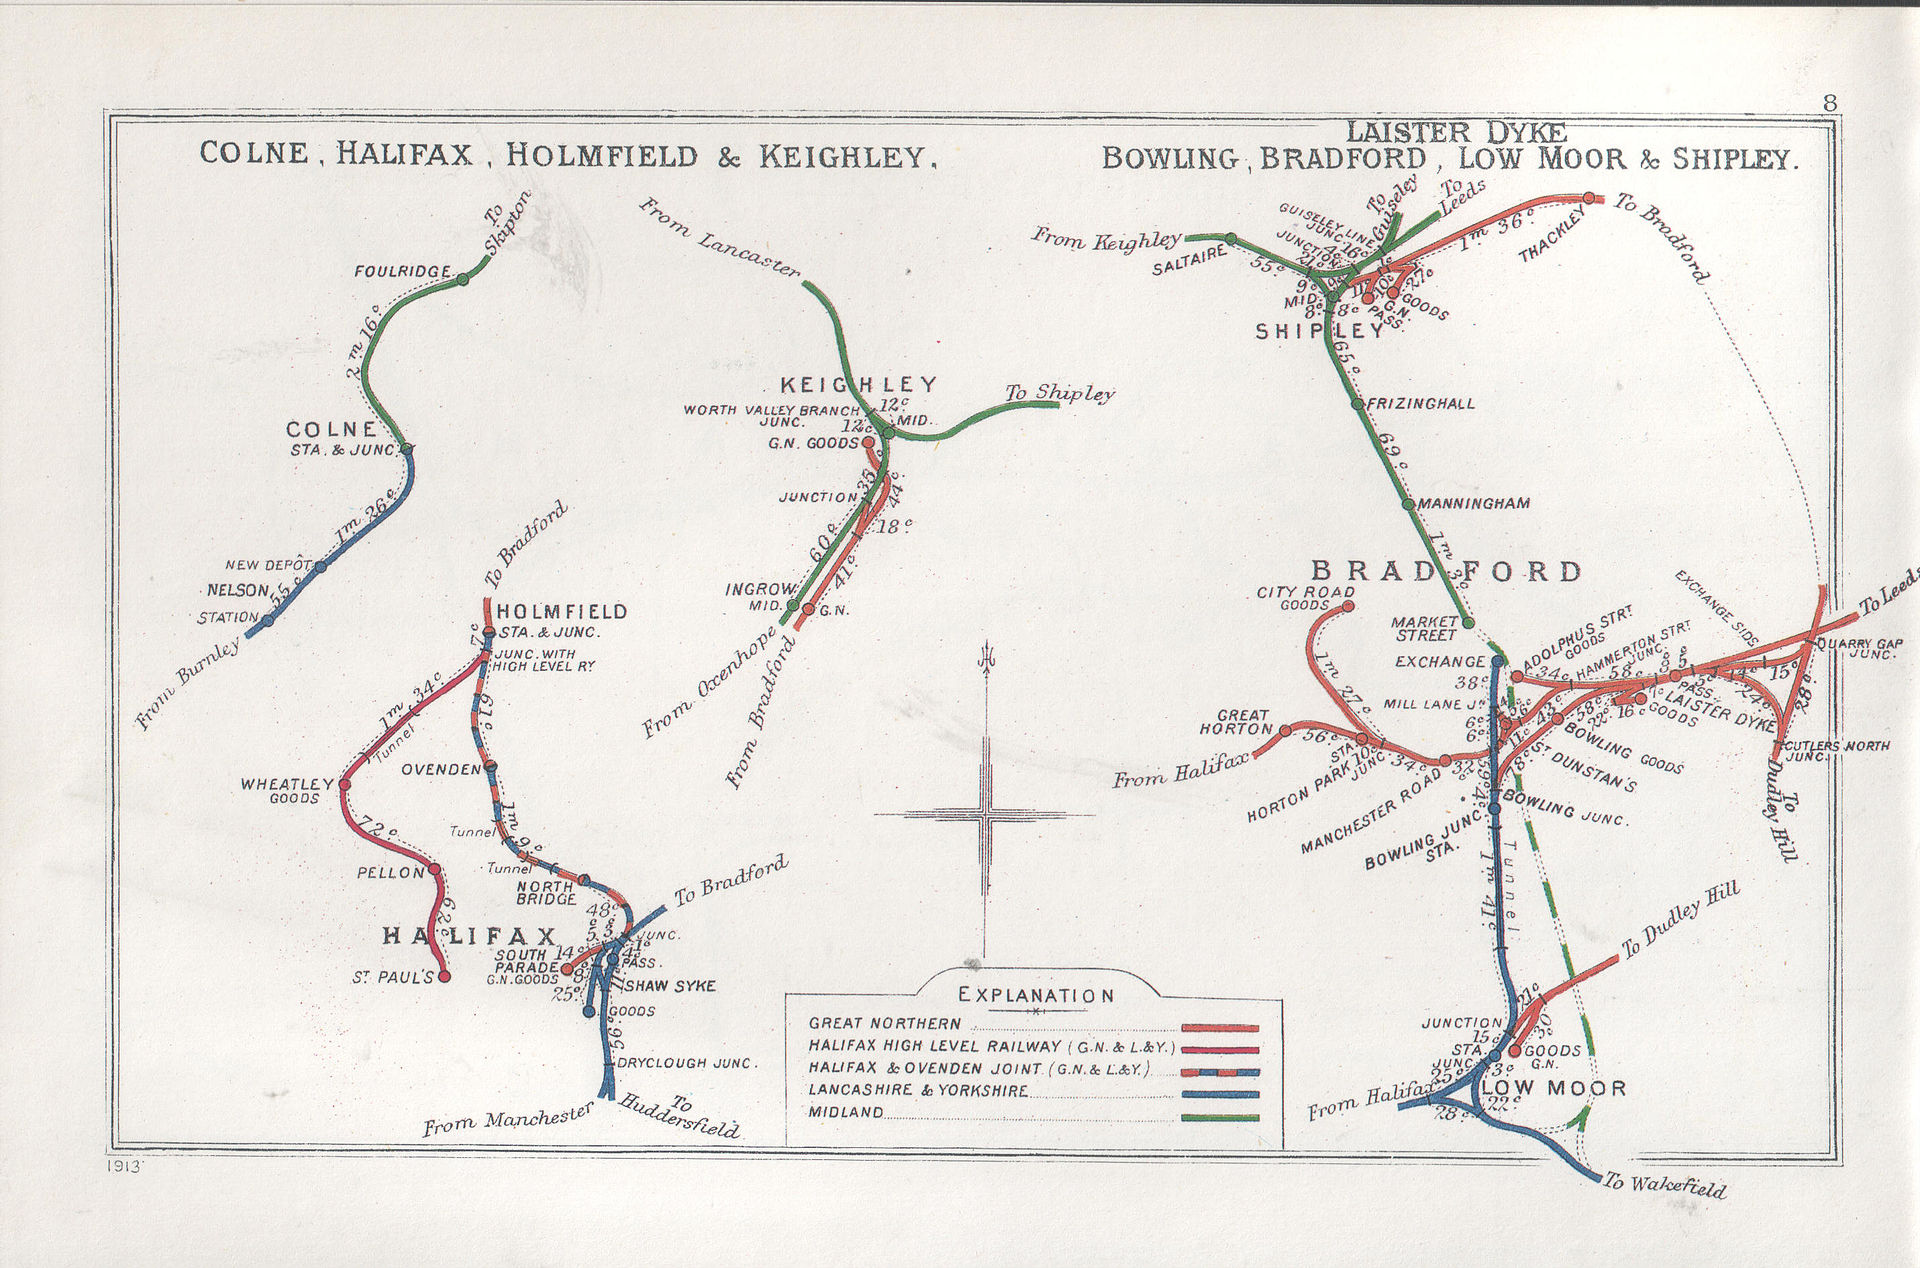 8
COLNE, HALIFAX, HOLMFIELD & KEIGHLEY.
LAISTER DYKE
BOWLING, BRADFORD, LOW MOOR & SHIPLEY.
To
Skipton
FOULRIDGE
2m 16c
COLNE
STA. & JUNC.
1m 26c
NEW DEPÔT
NELSON
55c
STATION
From Burnley
To Bradford
HOLMFIELD
STA. & JUNC.
7c
JUNC. WITH
HIGH LEVEL RY
1m 34c
Tunnel
61c
OVENDEN
WHEATLEY
GOODS
72c
1m 9c
Tunnel
Tunnel
PELLON
NORTH
BRIDGE
62c
48c
To Bradford
HALIFAX
5c
3c
JUNC.
SOUTH
PARADE
G.N. GOODS
14c
4c
1c
PASS.
8c
ST. PAUL'S
25c
11c
SHAW SYKE
GOODS
56c
DRYCLOUGH JUNC.
From Manchester
To
Huddersfield
From Lancaster
KEIGHLEY
WORTH VALLEY BRANCH
JUNC.
12c
12c
MID.
To Shipley
G.N. GOODS
35c
JUNCTION
44c
18c
60c
41c
INGROW
MID.
G.N.
From Oxenhope
From Bradford
EXPLANATION
GREAT NORTHERN
HALIFAX HIGH LEVEL RAILWAY (G.N. & L.&Y.)
HALIFAX & OVENDEN JOINT (G.N. & L.&Y.)
LANCASHIRE & YORKSHIRE
MIDLAND
To
Guiseley
To
Leeds
From Keighley
SALTAIRE
55c
GUISELEY LINE
JUNC.
16c
JUNCTION
4c
21c
9c
9c
MID.
8c
8c
11c
10c
27c
G.N.
PASS.
GOODS
1m 36c
THACKLEY
To Bradford
SHIPLEY
65c
FRIZINGHALL
69c
MANNINGHAM
1m 3c
BRADFORD
CITY ROAD
GOODS
MARKET
STREET
EXCHANGE
38c
MILL LANE Jn
6c
6c
1m 27c
GREAT
HORTON
56c
STA.
10c
From Halifax
HORTON PARK
JUNC.
34c
32c
MANCHESTER ROAD
ADOLPHUS STRT
GOODS
34c
HAMMERTON STRT
JUNC.
58c
EXCHANGE SIDS
To Leeds
QUARRY GAP
JUNC.
15c
28c
24c
PASS.
LAISTER DYKE
GOODS
16c
22c
58c
43c
11c
BOWLING GOODS
ST DUNSTAN'S
78c
59c
4c
BOWLING JUNC.
BOWLING JUNC.
STA.
CUTLERS NORTH
JUNC.
To
Dudley Hill
Tunnel
1m 41c
To Dudley Hill
21c
30c
JUNCTION
15c
STA.
JUNC.
GOODS
G.N.
3c
25c
From Halifax
LOW MOOR
22c
28c
To Wakefield
1913